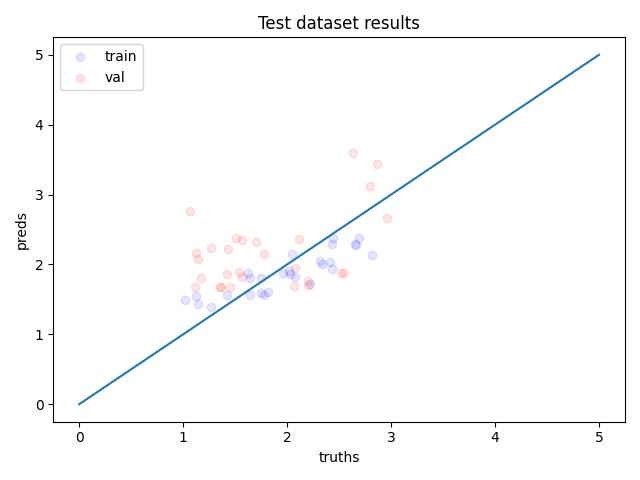 Test dataset results
train
val
5
4
3
2
1
0
preds
0 1 2 3 4 5
truths